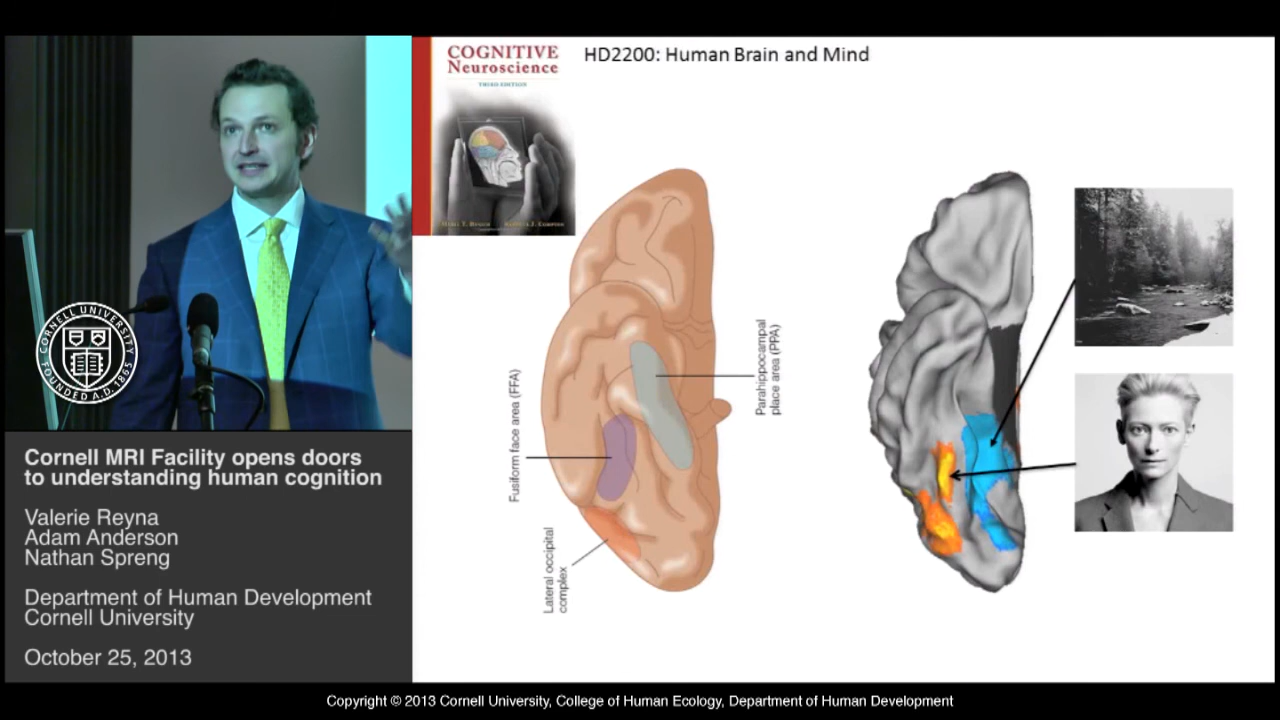 COGNITIVE
Neuroscience
THIRD EDITION
HD2200: Human Brain and Mind
Fusiform face area (FFA)
Parahippocampal
place area (PPA)
Lateral occipital
complex
CORNELL UNIVERSITY
FOUNDED A.D. 1865
Cornell MRI Facility opens doors
to understanding human cognition
Valerie Reyna
Adam Anderson
Nathan Spreng
Department of Human Development
Cornell University
October 25, 2013
Copyright © 2013 Cornell University, College of Human Ecology, Department of Human Development